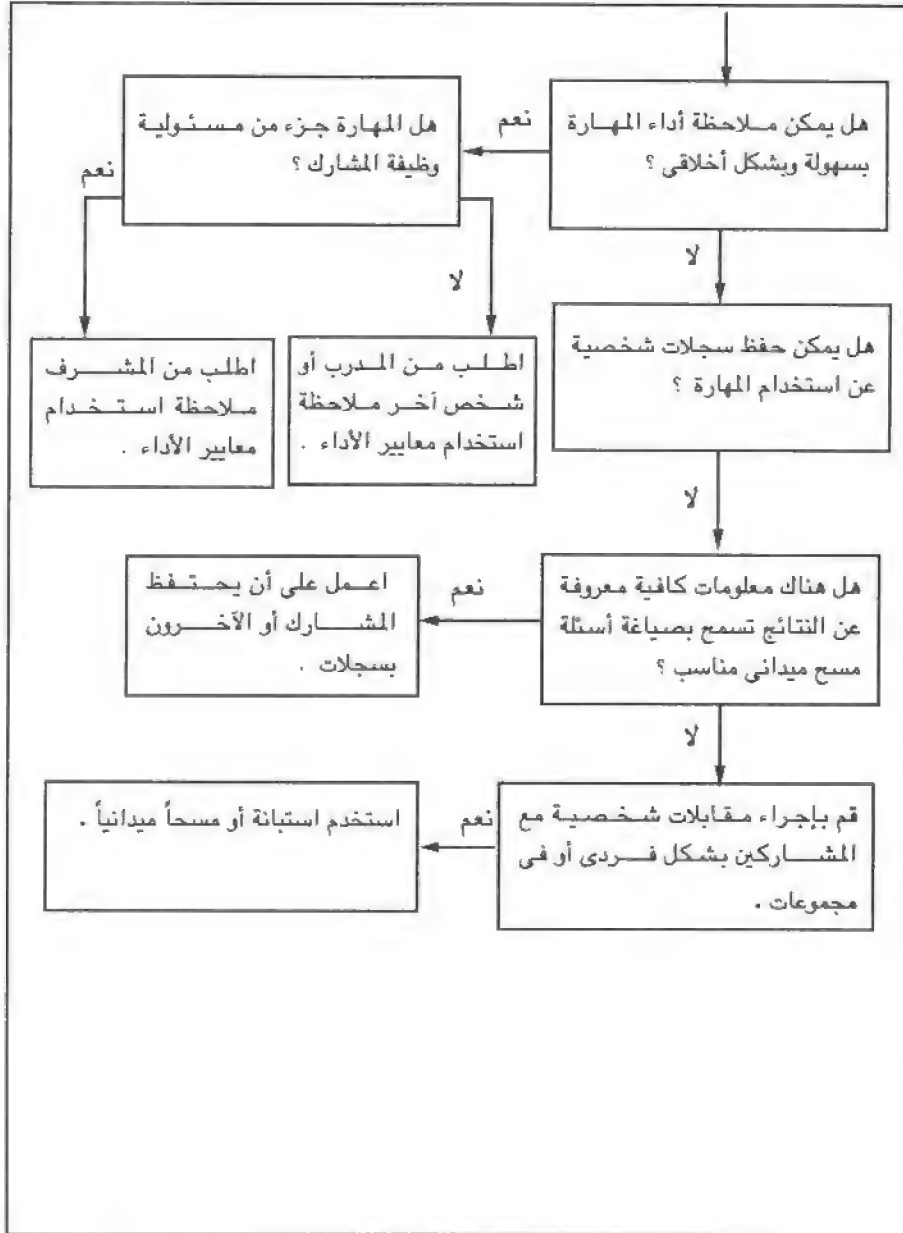 هل يمكن ملاحظة أداء المهارة
بسهولة وبشكل أخلاقى ؟
نعم
هل المهارة جزء من مسئولية
وظيفة المشارك ؟
نعم
لا
لا
هل يمكن حفظ سجلات شخصية
عن استخدام المهارة ؟
اطلب من المدرب أو
شخص آخر ملاحظة
استخدام معايير الأداء .
اطلب من المشرف
ملاحظة استخدام
معايير الأداء .
لا
هل هناك معلومات كافية معروفة
عن النتائج تسمح بصياغة أسئلة
مسح ميدانى مناسب ؟
نعم
اعمل على أن يحتفظ
المشارك أو الآخرون
بسجلات .
لا
قم بإجراء مقابلات شخصية مع
المشاركين بشكل فردى أو فى
مجموعات .
نعم
استخدم استبانة أو مسحاً ميدانياً .